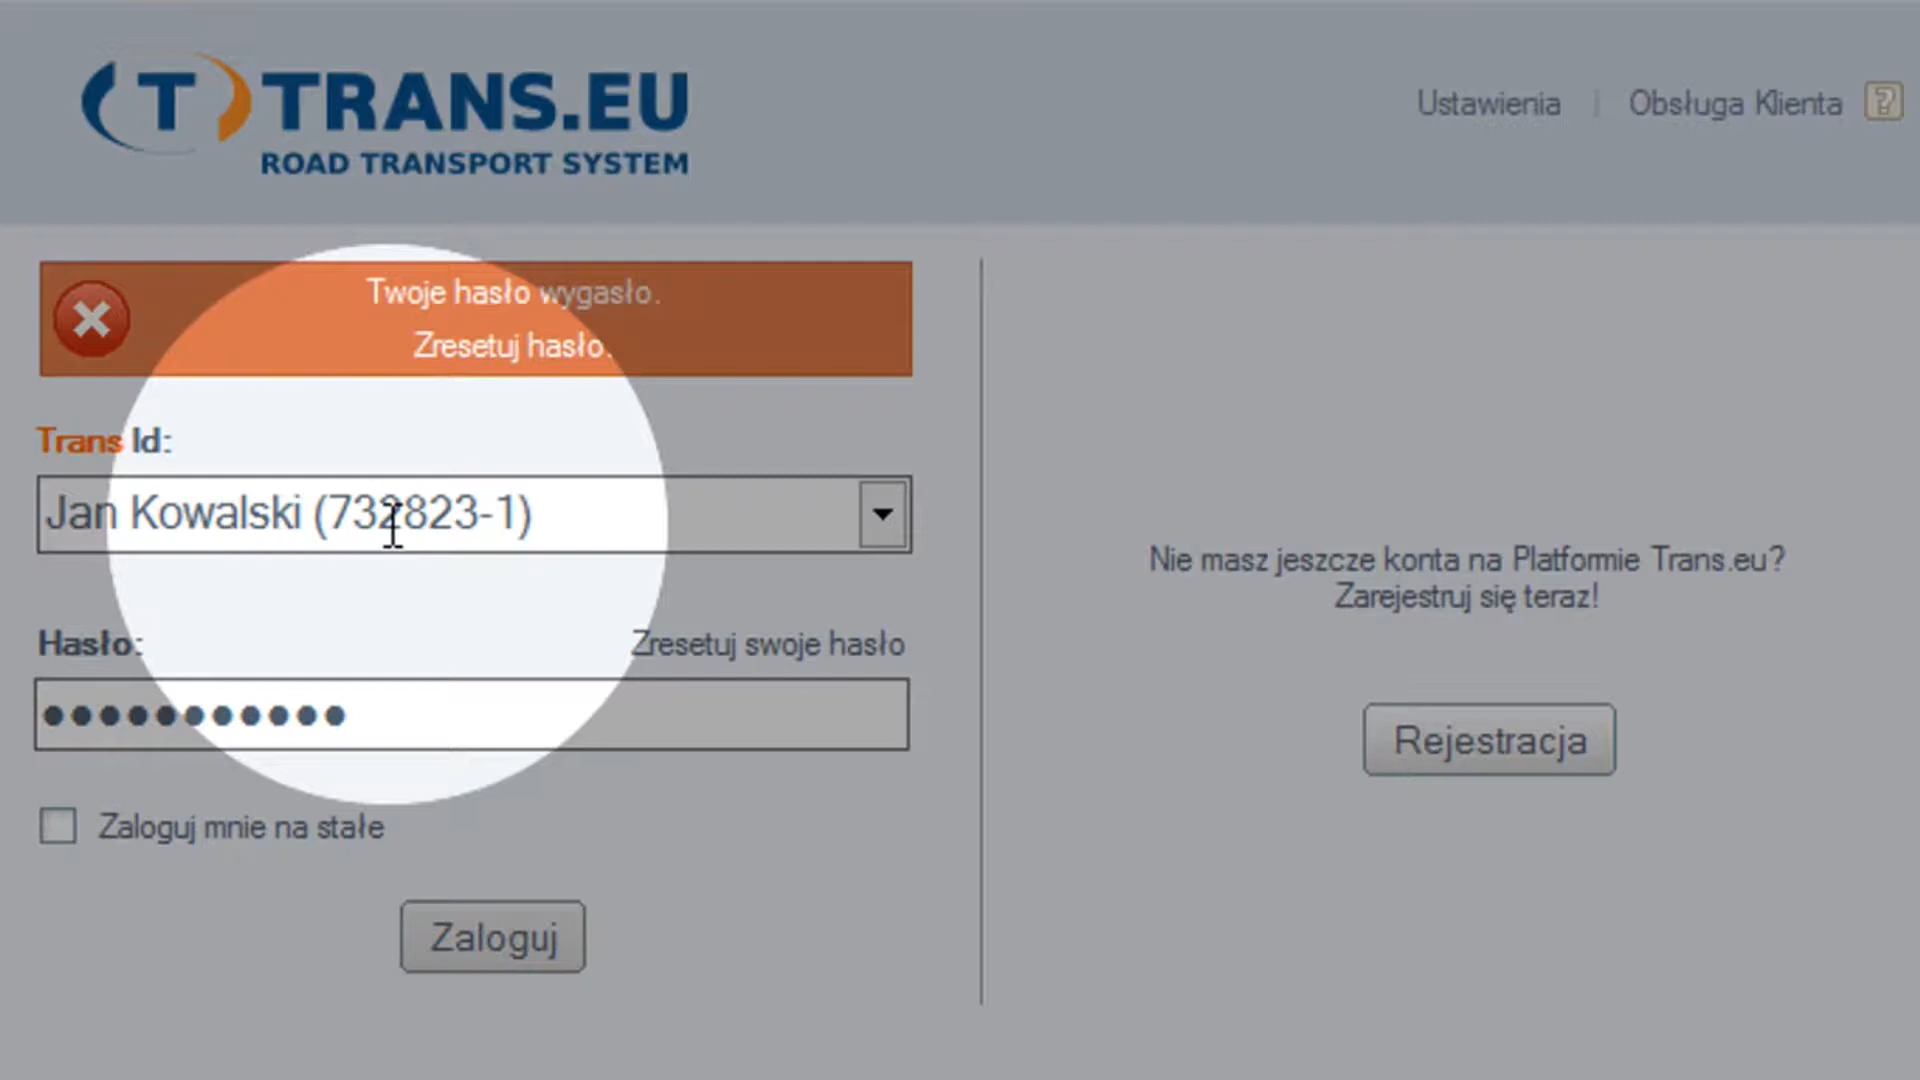 T TRANS.EU
ROAD TRANSPORT SYSTEM
Ustawienia | Obsługa Klienta ?
Twoje hasło wygasło.
Zresetuj hasło.
Trans Id:
Jan Kowalski (732823-1)
Hasło: Zresetuj swoje hasło
Zaloguj mnie na stałe
Zaloguj
Nie masz jeszcze konta na Platformie Trans.eu?
Zarejestruj się teraz!
Rejestracja